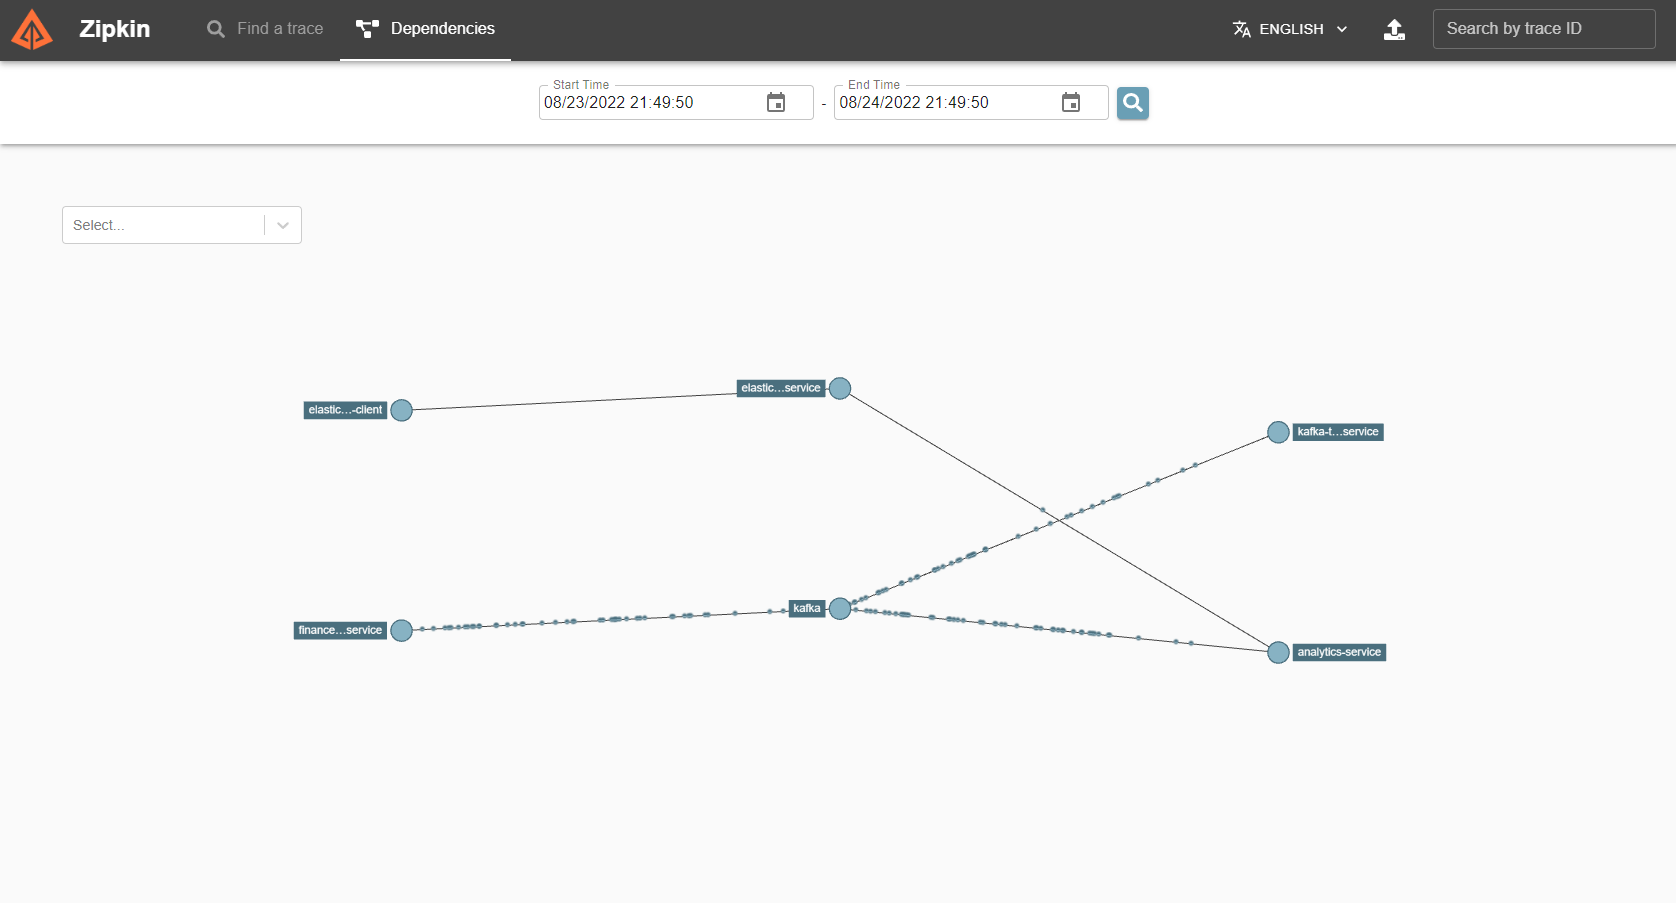 Zipkin
Find a trace
Dependencies
ENGLISH
Search by trace ID
Start Time
08/23/2022 21:49:50
-
End Time
08/24/2022 21:49:50
Select...
elastic...service
elastic...-client
kafka-t...service
kafka
finance...service
analytics-service